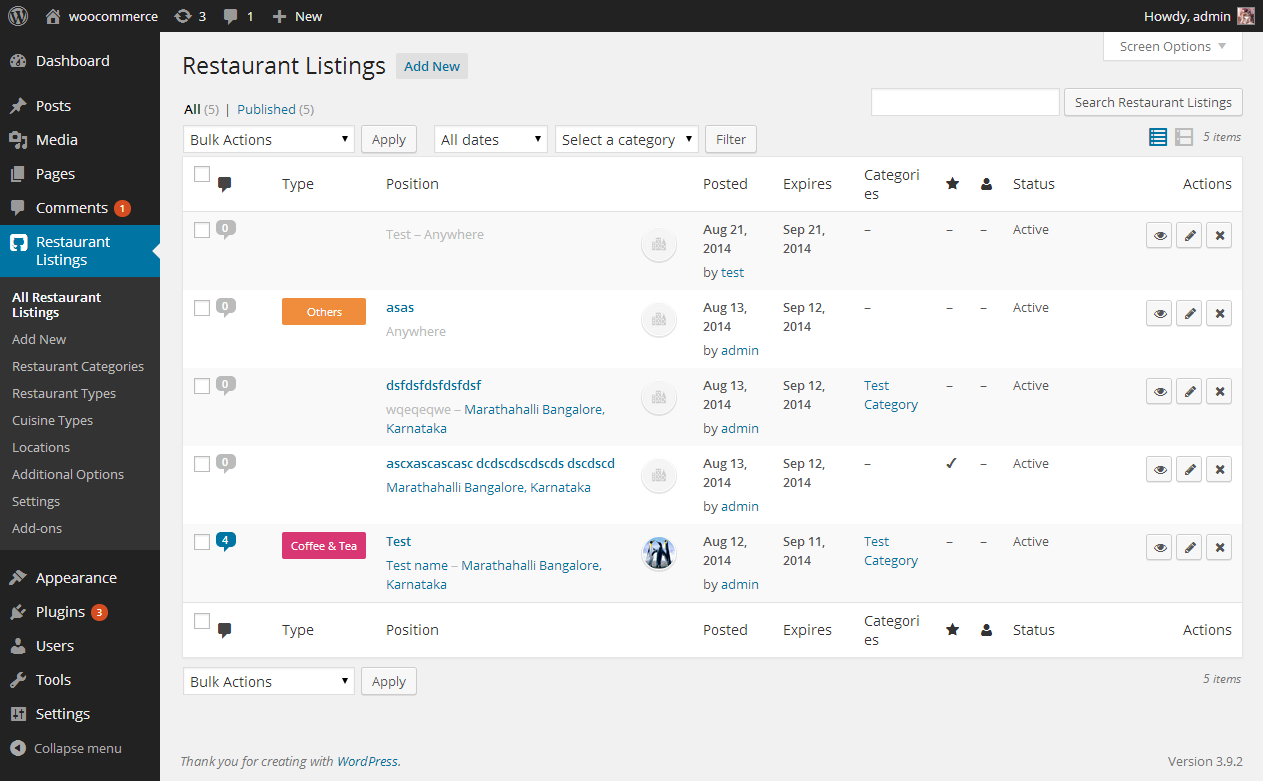 woocommerce 3 1 New Howdy, admin
Screen Options
Dashboard
Posts
Media
Pages
Comments 1
Restaurant
Listings
All Restaurant
Listings
Add New
Restaurant Categories
Restaurant Types
Cuisine Types
Locations
Additional Options
Settings
Add-ons
Appearance
Plugins 3
Users
Tools
Settings
Collapse menu
Restaurant Listings Add New
All (5) | Published (5)
Search Restaurant Listings
Bulk Actions Apply All dates Select a category Filter 5 items
Type Position Posted Expires Categori
es Status Actions
0 Test – Anywhere Aug 21, Sep 21, – – – Active
2014 2014
by test
0 Others asas Aug 13, Sep 12, – – – Active
Anywhere 2014 2014
by admin
0 dsfdsfdsfdsfdsf Aug 13, Sep 12, Test – – Active
wqeqeqwe – Marathahalli Bangalore, 2014 2014 Category
Karnataka by admin
0 ascxascascasc dcdscdscdscds dscdscd Aug 13, Sep 12, – ✓ – Active
Marathahalli Bangalore, Karnataka 2014 2014
by admin
4 Coffee & Tea Test Aug 12, Sep 11, Test – – Active
Test name – Marathahalli Bangalore, 2014 2014 Category
Karnataka by admin
Type Position Posted Expires Categori
es Status Actions
Bulk Actions Apply 5 items
Thank you for creating with WordPress. Version 3.9.2